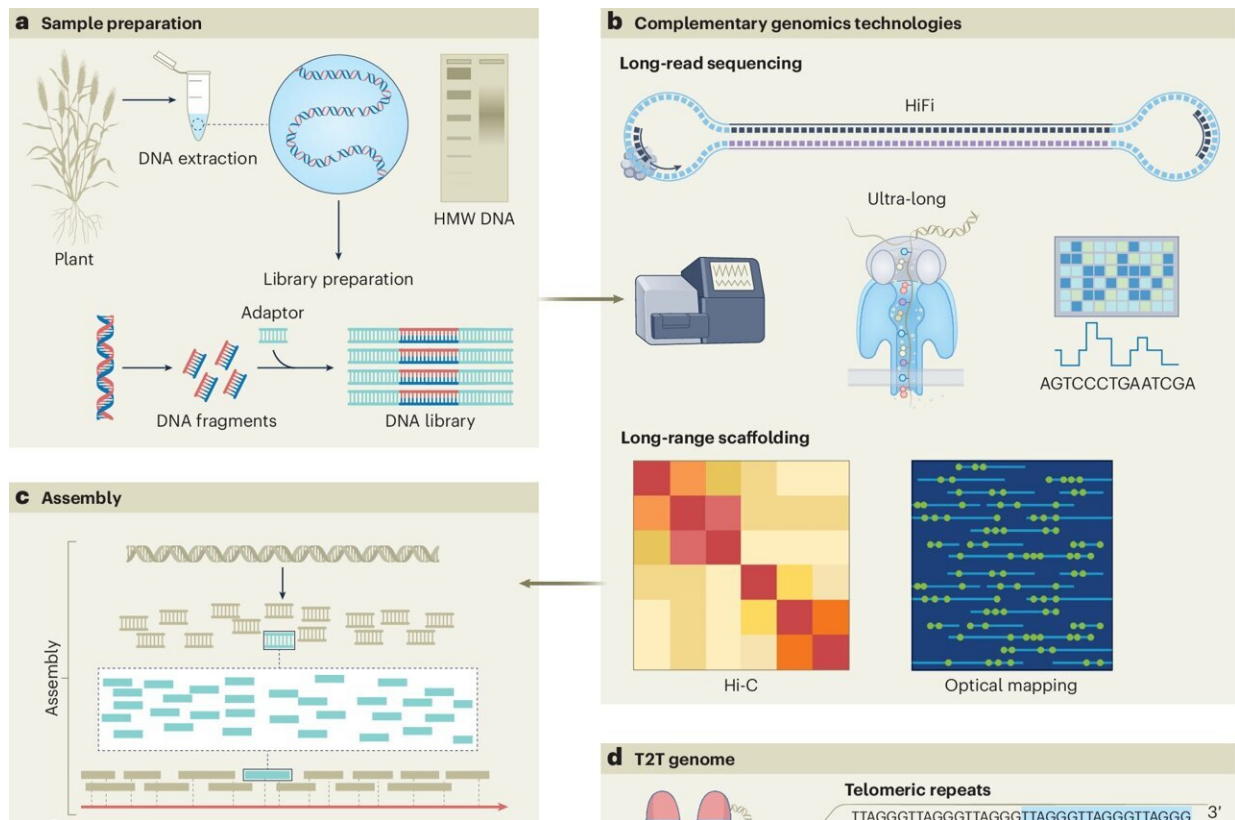 a Sample preparation
DNA extraction
Plant
HMW DNA
Library preparation
Adaptor
DNA fragments
DNA library
b Complementary genomics technologies
Long-read sequencing
HiFi
Ultra-long
AGTCCCTGAATCGA
Long-range scaffolding
Hi-C
Optical mapping
c Assembly
Assembly
d T2T genome
Telomeric repeats
TTAGGGTTAGGGTTAGGGTTAGGGTTAGGGTTAGGG 3′